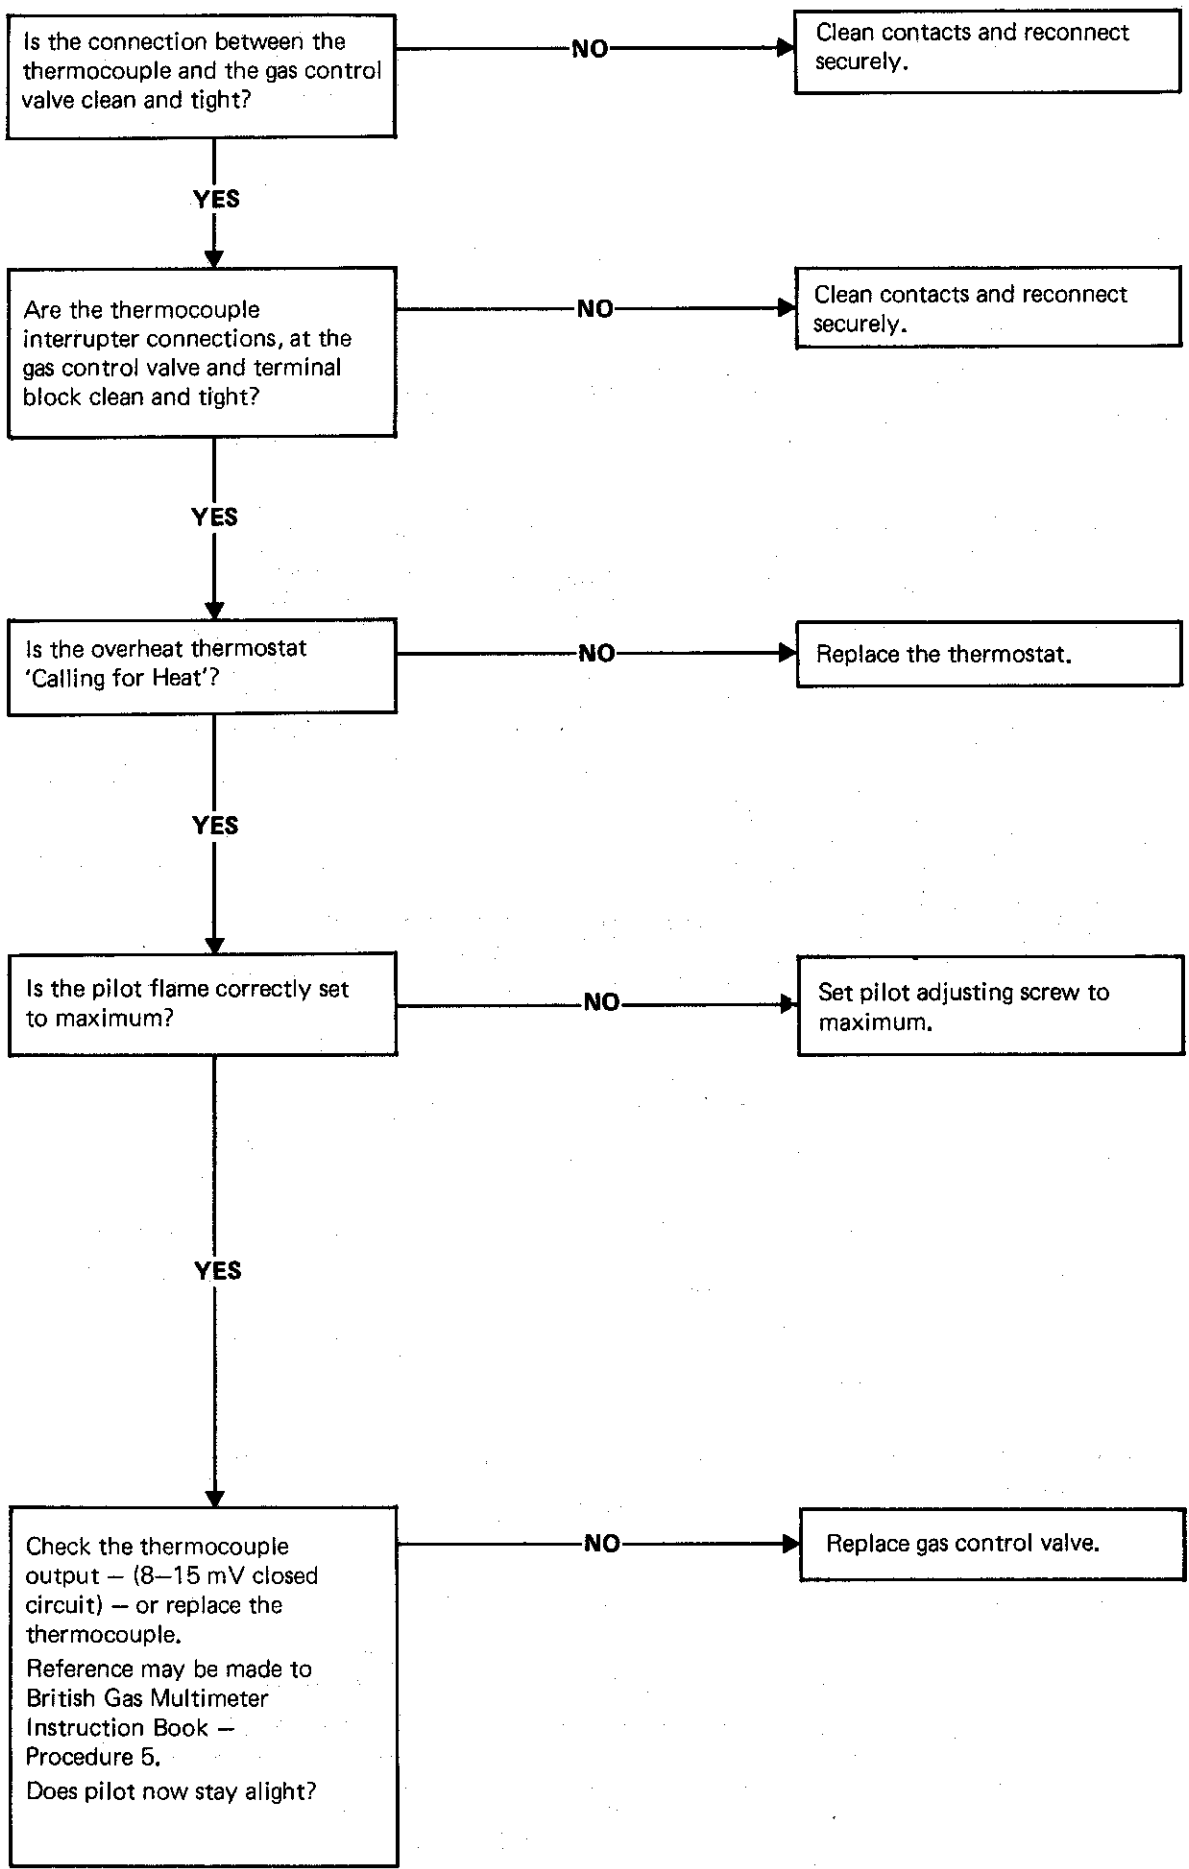 Is the connection between the
thermocouple and the gas control
valve clean and tight?
NO
Clean contacts and reconnect
securely.
YES
Are the thermocouple
interrupter connections, at the
gas control valve and terminal
block clean and tight?
NO
Clean contacts and reconnect
securely.
YES
Is the overheat thermostat
‘Calling for Heat’?
NO
Replace the thermostat.
YES
Is the pilot flame correctly set
to maximum?
NO
Set pilot adjusting screw to
maximum.
YES
Check the thermocouple
output — (8—15 mV closed
circuit) — or replace the
thermocouple.
Reference may be made to
British Gas Multimeter
Instruction Book —
Procedure 5.
Does pilot now stay alight?
NO
Replace gas control valve.